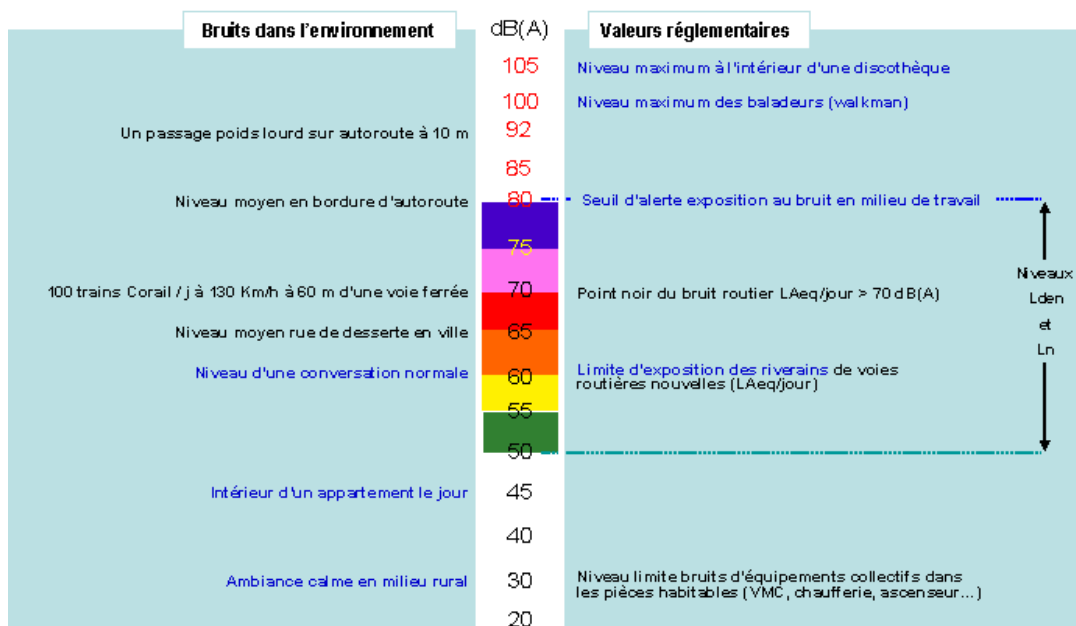 Bruits dans l'environnement
dB(A)
Valeurs réglementaires
105
Niveau maximum à l'intérieur d'une discothèque
100
Niveau maximum des baladeurs (walkman)
Un passage poids lourd sur autoroute à 10 m
92
85
Niveau moyen en bordure d'autoroute
80
Seuil d'alerte exposition au bruit en milieu de travail
75
Niveaux
Lden
et
Ln
100 trains Corail / j à 130 Km/h à 60 m d'une voie ferrée
70
Point noir du bruit routier LAeq/jour > 70 dB(A)
Niveau moyen rue de desserte en ville
65
Niveau d'une conversation normale
60
Limite d'exposition des riverains de voies
routières nouvelles (LAeq/jour)
55
50
Intérieur d'un appartement le jour
45
40
Ambiance calme en milieu rural
30
Niveau limite bruits d'équipements collectifs dans
les pièces habitables (VMC, chaufferie, ascenseur...)
20